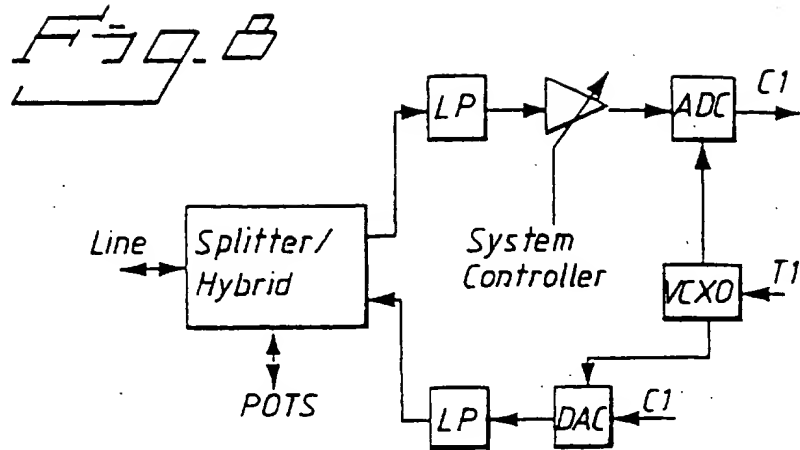 Fig. 8
LP
ADC
C1
Line
Splitter/
Hybrid
System
Controller
VCXO
T1
POTS
LP
DAC
C1